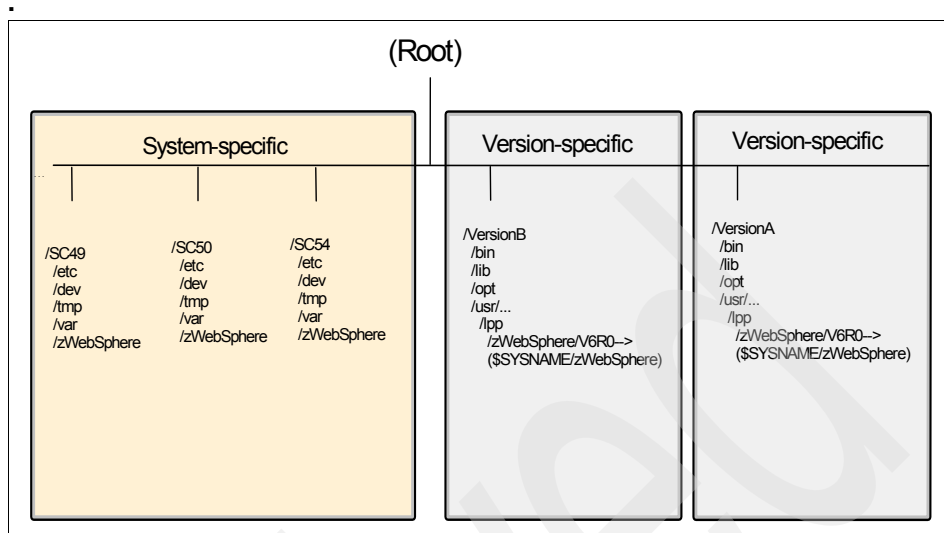 (Root)
System-specific
...
/SC49
/etc
/dev
/tmp
/var
/zWebSphere
/SC50
/etc
/dev
/tmp
/var
/zWebSphere
/SC54
/etc
/dev
/tmp
/var
/zWebSphere
Version-specific
/VersionB
/bin
/lib
/opt
/usr/...
/lpp
/zWebSphere/V6R0-->
($SYSNAME/zWebSphere)
Version-specific
/VersionA
/bin
/lib
/opt
/usr/...
/lpp
/zWebSphere/V6R0-->
($SYSNAME/zWebSphere)